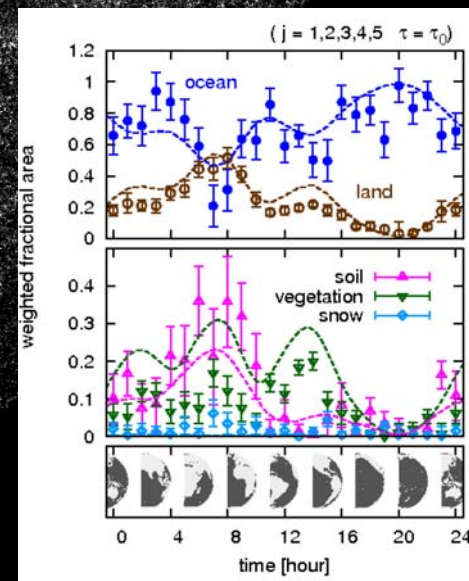 ( j = 1,2,3,4,5   τ = τ0)
1.2
1
0.8
0.6
0.4
0.2
0
ocean
land
weighted fractional area
0.4
0.3
0.2
0.1
0
soil
vegetation
snow
0 4 8 12 16 20 24
time [hour]